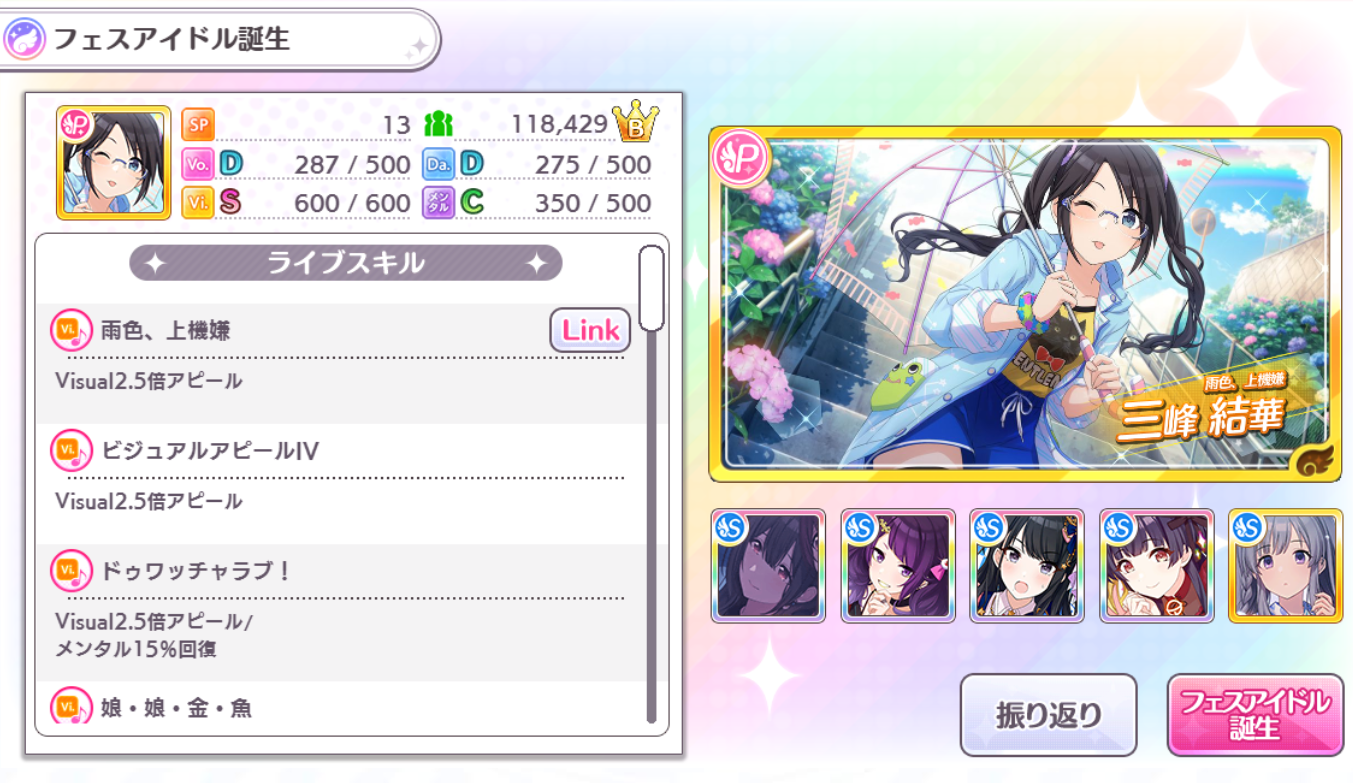 フェスアイドル誕生
P
SP 13 118,429 B
Vo. D 287 / 500 Da. D 275 / 500
Vi. S 600 / 600 メンタル C 350 / 500
ライブスキル
Vi. 雨色、上機嫌 Link
Visual2.5倍アピール
Vi. ビジュアルアピールIV
Visual2.5倍アピール
Vi. ドゥワッチャラブ！
Visual2.5倍アピール/
メンタル15%回復
Vi. 娘・娘・金・魚
P
ENTLE
雨色、上機嫌
三峰 結華
S S S S S
振り返り
フェスアイドル
誕生